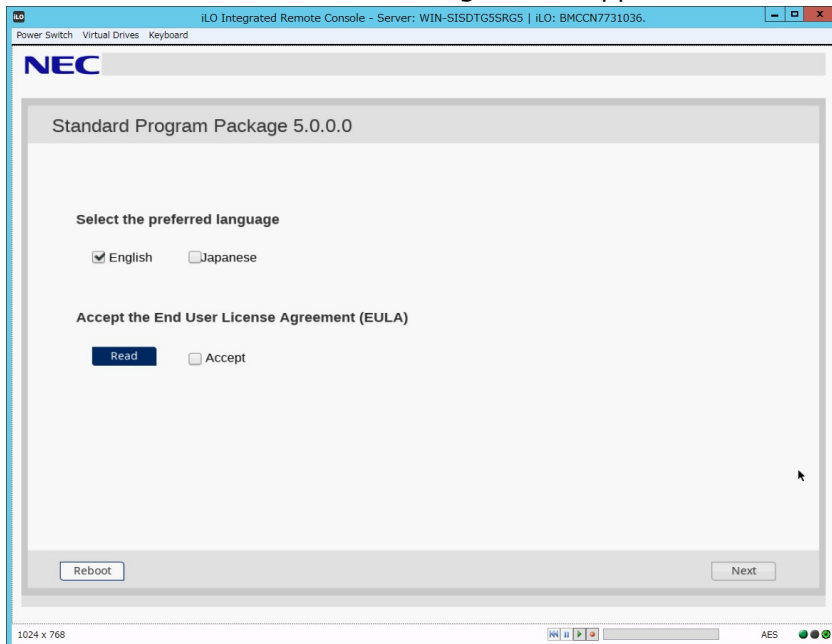 iLO Integrated Remote Console - Server: WIN-SISDTG5SRG5 | iLO: BMCCN7731036.
Power Switch Virtual Drives Keyboard
NEC
Standard Program Package 5.0.0.0
Select the preferred language
English Japanese
Accept the End User License Agreement (EULA)
Read Accept
Reboot Next
1024 x 768 AES